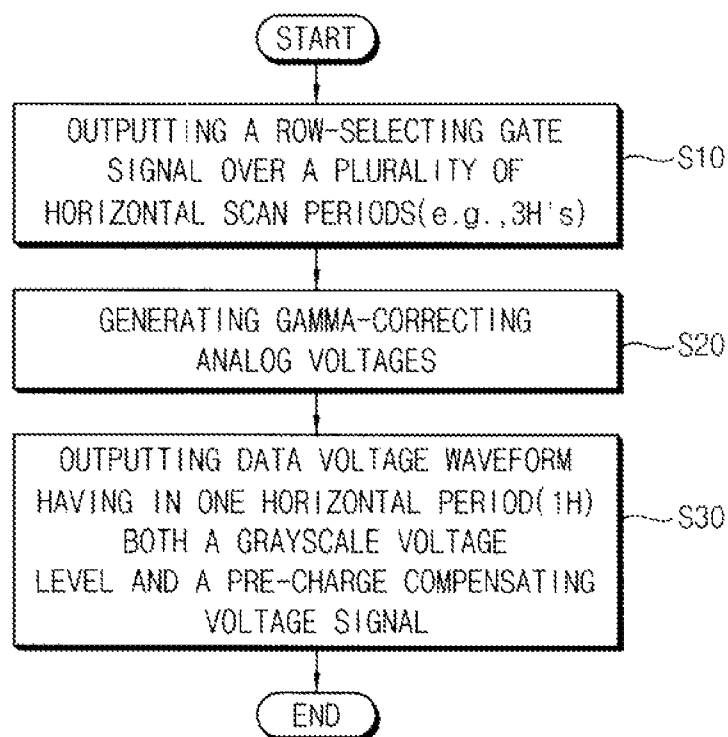 START
OUTPUTTING A ROW-SELECTING GATE
SIGNAL OVER A PLURALITY OF
HORIZONTAL SCAN PERIODS(e.g.,3H's)
S10
GENERATING GAMMA-CORRECTING
ANALOG VOLTAGES
S20
OUTPUTTING DATA VOLTAGE WAVEFORM
HAVING IN ONE HORIZONTAL PERIOD(1H)
BOTH A GRAYSCALE VOLTAGE
LEVEL AND A PRE-CHARGE COMPENSATING
VOLTAGE SIGNAL
S30
END